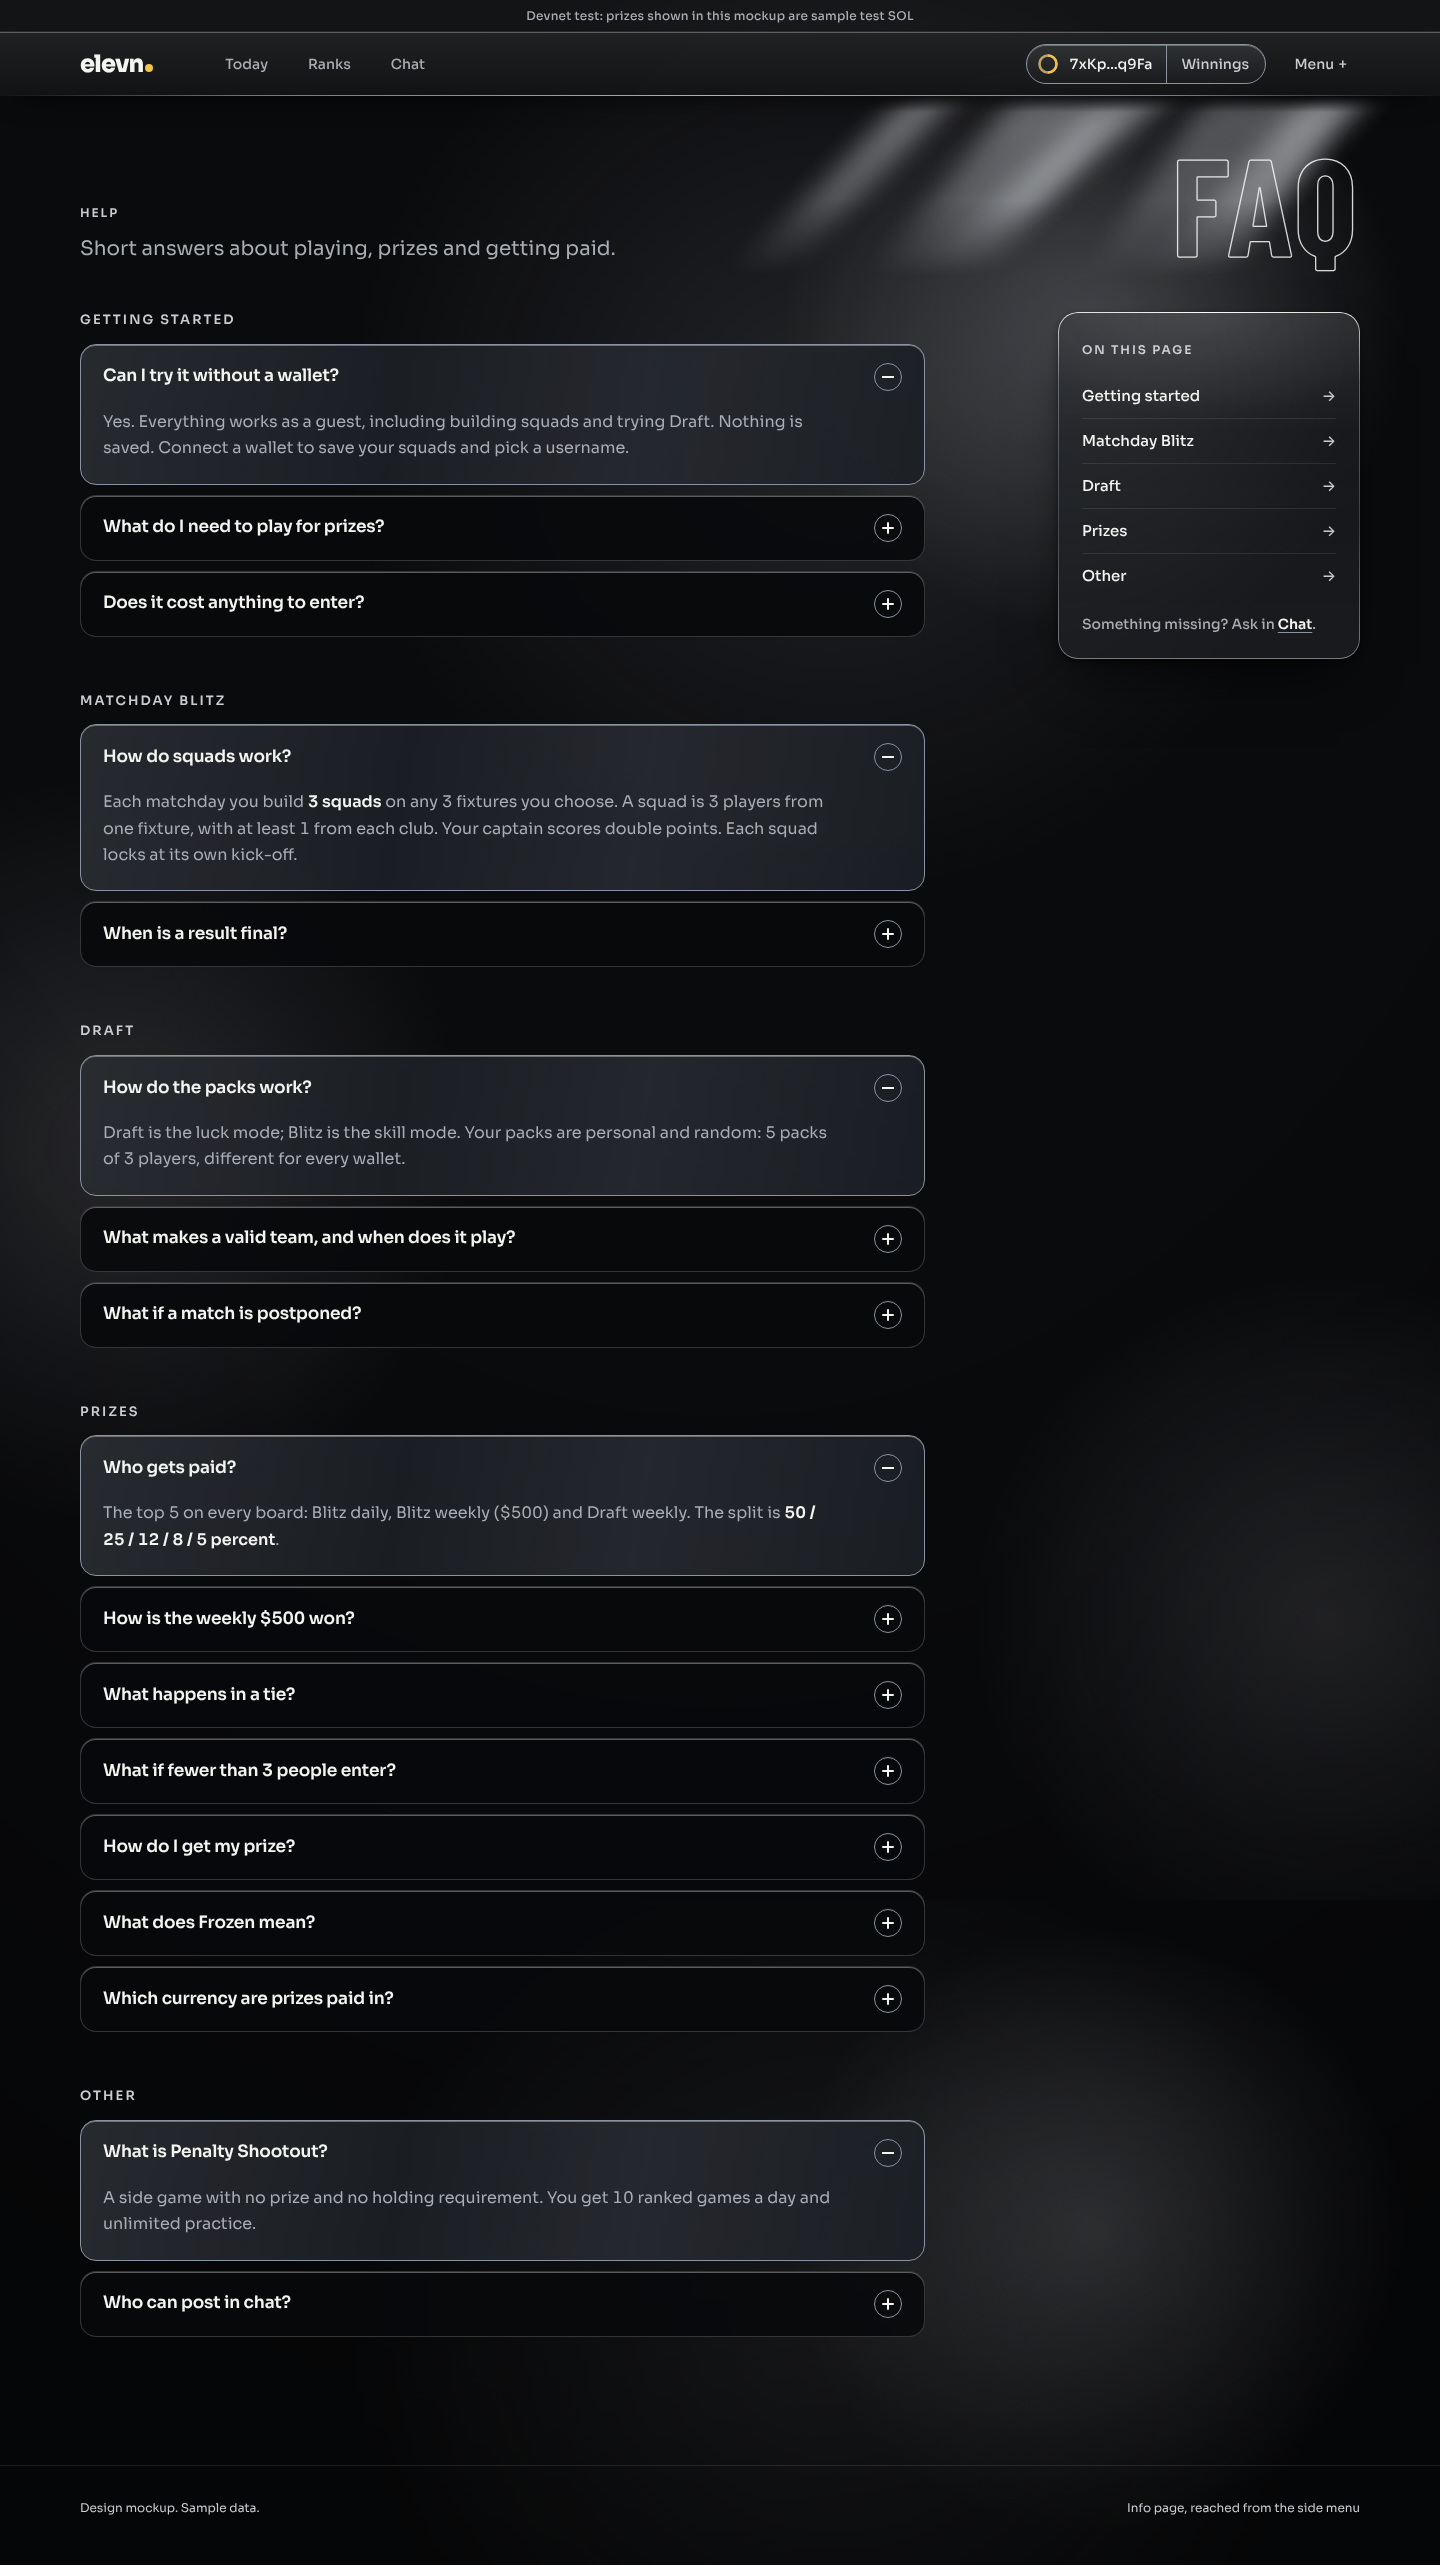 Devnet test: prizes shown in this mockup are sample test SOL
elevn.
Today
Ranks
Chat
7xKp...q9Fa
Winnings
Menu +
FAQ
HELP
Short answers about playing, prizes and getting paid.
GETTING STARTED
Can I try it without a wallet?
Yes. Everything works as a guest, including building squads and trying Draft. Nothing is
saved. Connect a wallet to save your squads and pick a username.
What do I need to play for prizes?
Does it cost anything to enter?
ON THIS PAGE
Getting started →
Matchday Blitz →
Draft →
Prizes →
Other →
Something missing? Ask in Chat.
MATCHDAY BLITZ
How do squads work?
Each matchday you build 3 squads on any 3 fixtures you choose. A squad is 3 players from
one fixture, with at least 1 from each club. Your captain scores double points. Each squad
locks at its own kick-off.
When is a result final?
DRAFT
How do the packs work?
Draft is the luck mode; Blitz is the skill mode. Your packs are personal and random: 5 packs
of 3 players, different for every wallet.
What makes a valid team, and when does it play?
What if a match is postponed?
PRIZES
Who gets paid?
The top 5 on every board: Blitz daily, Blitz weekly ($500) and Draft weekly. The split is 50 /
25 / 12 / 8 / 5 percent.
How is the weekly $500 won?
What happens in a tie?
What if fewer than 3 people enter?
How do I get my prize?
What does Frozen mean?
Which currency are prizes paid in?
OTHER
What is Penalty Shootout?
A side game with no prize and no holding requirement. You get 10 ranked games a day and
unlimited practice.
Who can post in chat?
Design mockup. Sample data.
Info page, reached from the side menu